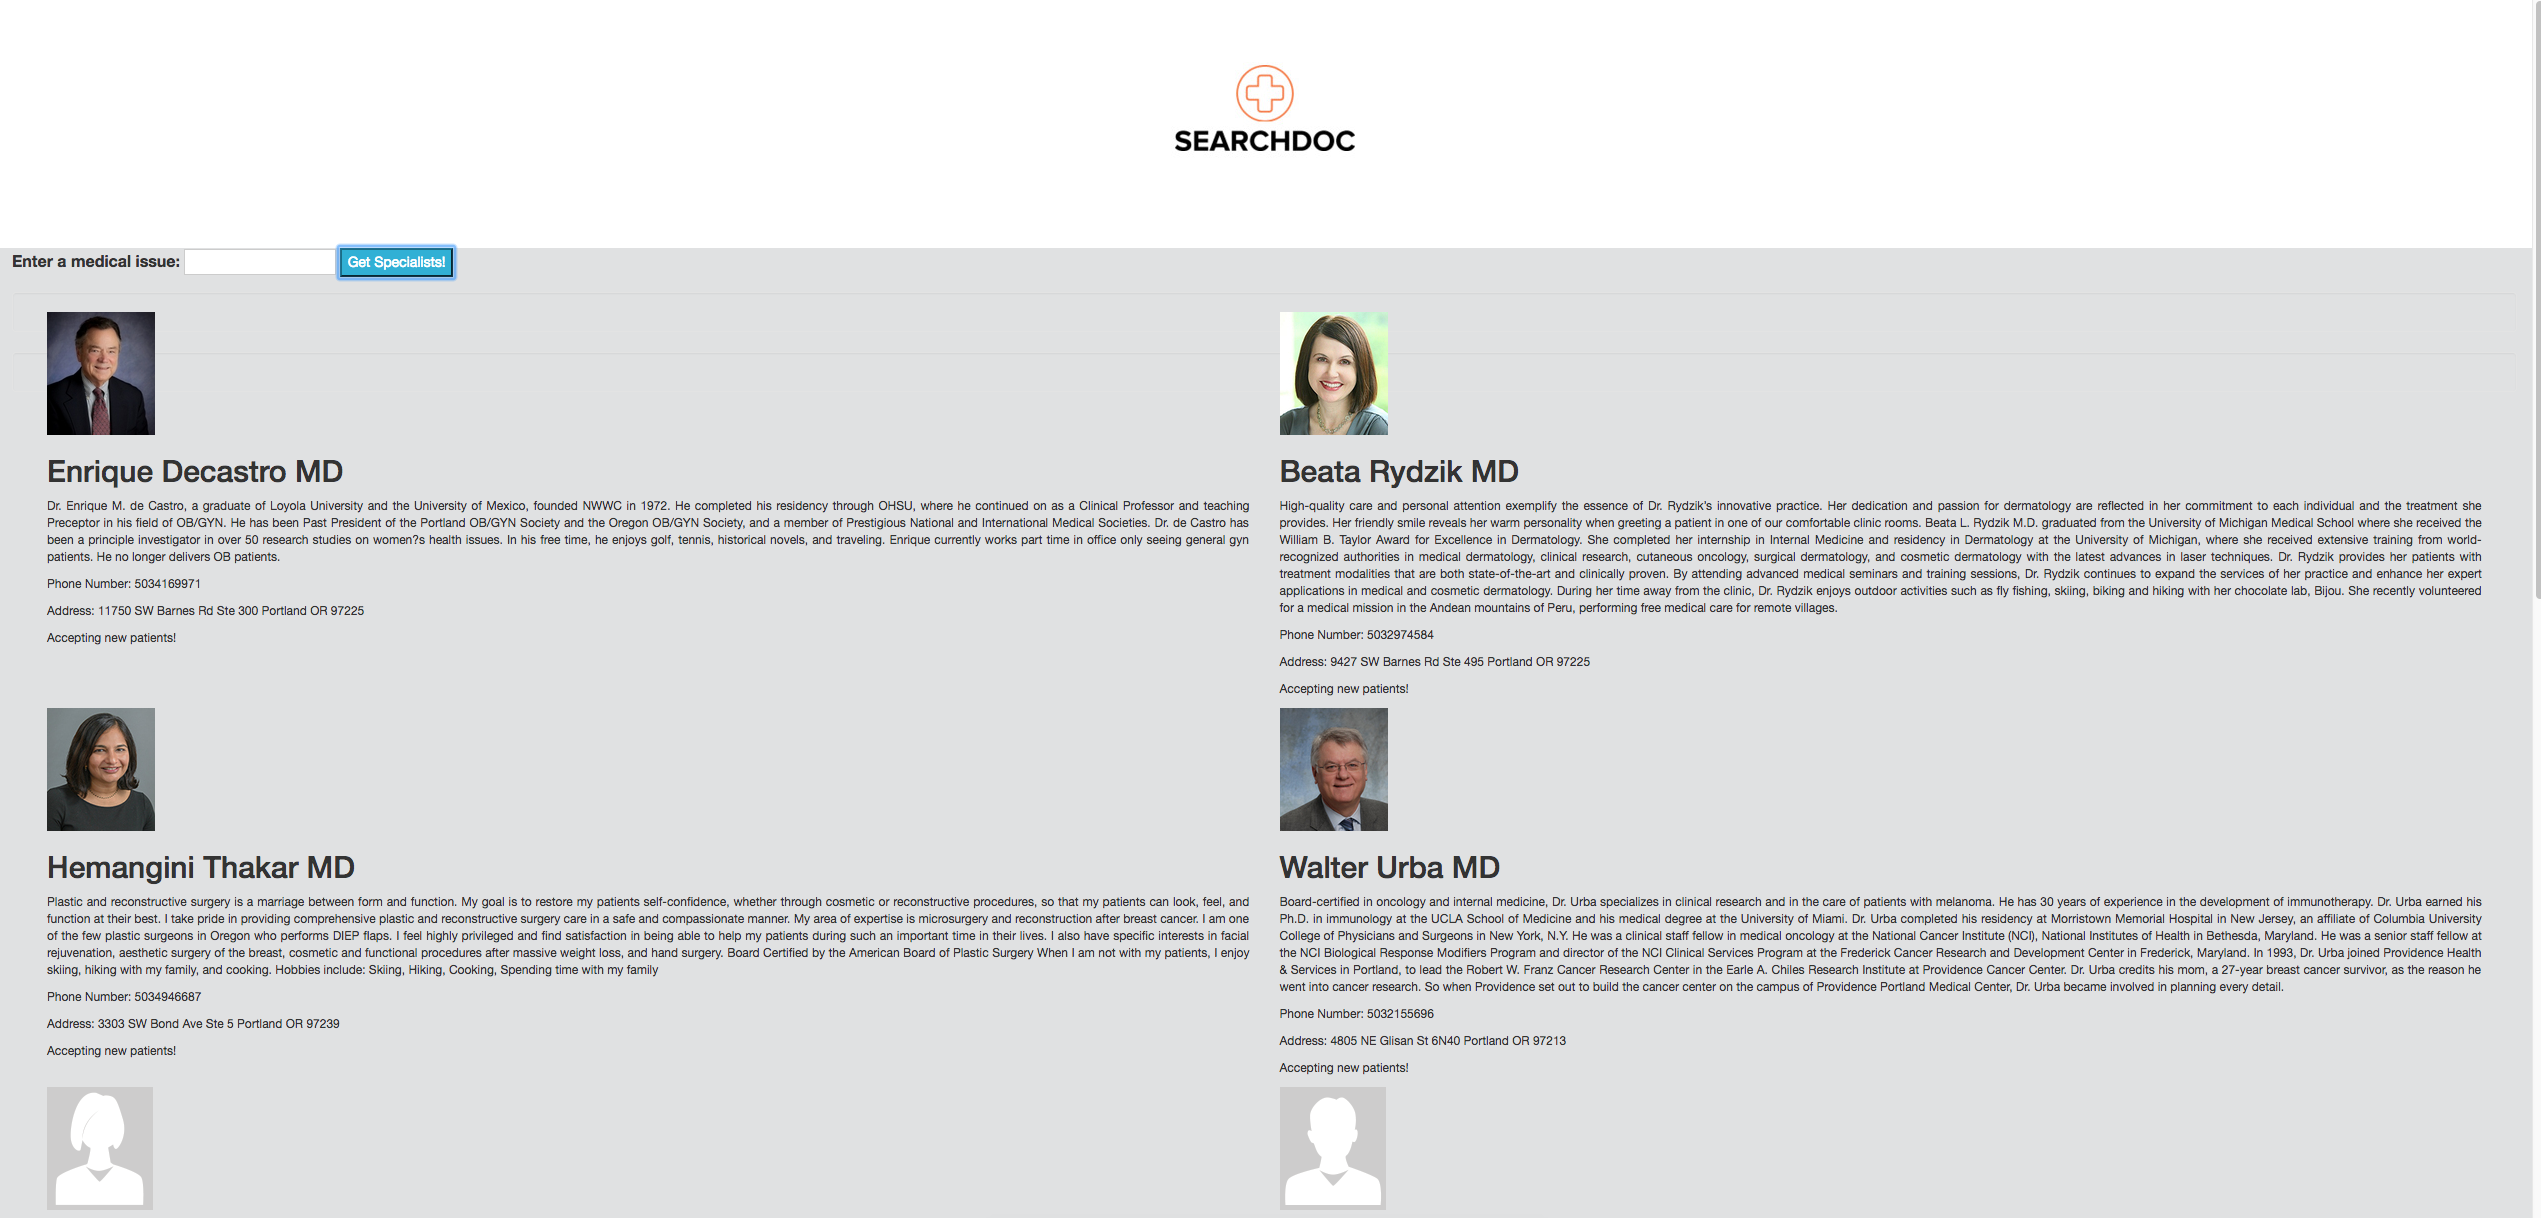 SEARCHDOC
Enter a medical issue:
Get Specialists!
Enrique Decastro MD
Dr. Enrique M. de Castro, a graduate of Loyola University and the University of Mexico, founded NWWC in 1972. He completed his residency through OHSU, where he continued on as a Clinical Professor and teaching
Preceptor in his field of OB/GYN. He has been Past President of the Portland OB/GYN Society and the Oregon OB/GYN Society, and a member of Prestigious National and International Medical Societies. Dr. de Castro has
been a principle investigator in over 50 research studies on women?s health issues. In his free time, he enjoys golf, tennis, historical novels, and traveling. Enrique currently works part time in office only seeing general gyn
patients. He no longer delivers OB patients.
Phone Number: 5034169971
Address: 11750 SW Barnes Rd Ste 300 Portland OR 97225
Accepting new patients!
Beata Rydzik MD
High-quality care and personal attention exemplify the essence of Dr. Rydzik's innovative practice. Her dedication and passion for dermatology are reflected in her commitment to each individual and the treatment she
provides. Her friendly smile reveals her warm personality when greeting a patient in one of our comfortable clinic rooms. Beata L. Rydzik M.D. graduated from the University of Michigan Medical School where she received the
William B. Taylor Award for Excellence in Dermatology. She completed her internship in Internal Medicine and residency in Dermatology at the University of Michigan, where she received extensive training from world-
recognized authorities in medical dermatology, clinical research, cutaneous oncology, surgical dermatology, and cosmetic dermatology with the latest advances in laser techniques. Dr. Rydzik provides her patients with
treatment modalities that are both state-of-the-art and clinically proven. By attending advanced medical seminars and training sessions, Dr. Rydzik continues to expand the services of her practice and enhance her expert
applications in medical and cosmetic dermatology. During her time away from the clinic, Dr. Rydzik enjoys outdoor activities such as fly fishing, skiing, biking and hiking with her chocolate lab, Bijou. She recently volunteered
for a medical mission in the Andean mountains of Peru, performing free medical care for remote villages.
Phone Number: 5032974584
Address: 9427 SW Barnes Rd Ste 495 Portland OR 97225
Accepting new patients!
Hemangini Thakar MD
Plastic and reconstructive surgery is a marriage between form and function. My goal is to restore my patients self-confidence, whether through cosmetic or reconstructive procedures, so that my patients can look, feel, and
function at their best. I take pride in providing comprehensive plastic and reconstructive surgery care in a safe and compassionate manner. My area of expertise is microsurgery and reconstruction after breast cancer. I am one
of the few plastic surgeons in Oregon who performs DIEP flaps. I feel highly privileged and find satisfaction in being able to help my patients during such an important time in their lives. I also have specific interests in facial
rejuvenation, aesthetic surgery of the breast, cosmetic and functional procedures after massive weight loss, and hand surgery. Board Certified by the American Board of Plastic Surgery When I am not with my patients, I enjoy
skiing, hiking with my family, and cooking. Hobbies include: Skiing, Hiking, Cooking, Spending time with my family
Phone Number: 5034946687
Address: 3303 SW Bond Ave Ste 5 Portland OR 97239
Accepting new patients!
Walter Urba MD
Board-certified in oncology and internal medicine, Dr. Urba specializes in clinical research and in the care of patients with melanoma. He has 30 years of experience in the development of immunotherapy. Dr. Urba earned his
Ph.D. in immunology at the UCLA School of Medicine and his medical degree at the University of Miami. Dr. Urba completed his residency at Morristown Memorial Hospital in New Jersey, an affiliate of Columbia University
College of Physicians and Surgeons in New York, N.Y. He was a clinical staff fellow in medical oncology at the National Cancer Institute (NCI), National Institutes of Health in Bethesda, Maryland. He was a senior staff fellow at
the NCI Biological Response Modifiers Program and director of the NCI Clinical Services Program at the Frederick Cancer Research and Development Center in Frederick, Maryland. In 1993, Dr. Urba joined Providence Health
& Services in Portland, to lead the Robert W. Franz Cancer Research Center in the Earle A. Chiles Research Institute at Providence Cancer Center. Dr. Urba credits his mom, a 27-year breast cancer survivor, as the reason he
went into cancer research. So when Providence set out to build the cancer center on the campus of Providence Portland Medical Center, Dr. Urba became involved in planning every detail.
Phone Number: 5032155696
Address: 4805 NE Glisan St 6N40 Portland OR 97213
Accepting new patients!